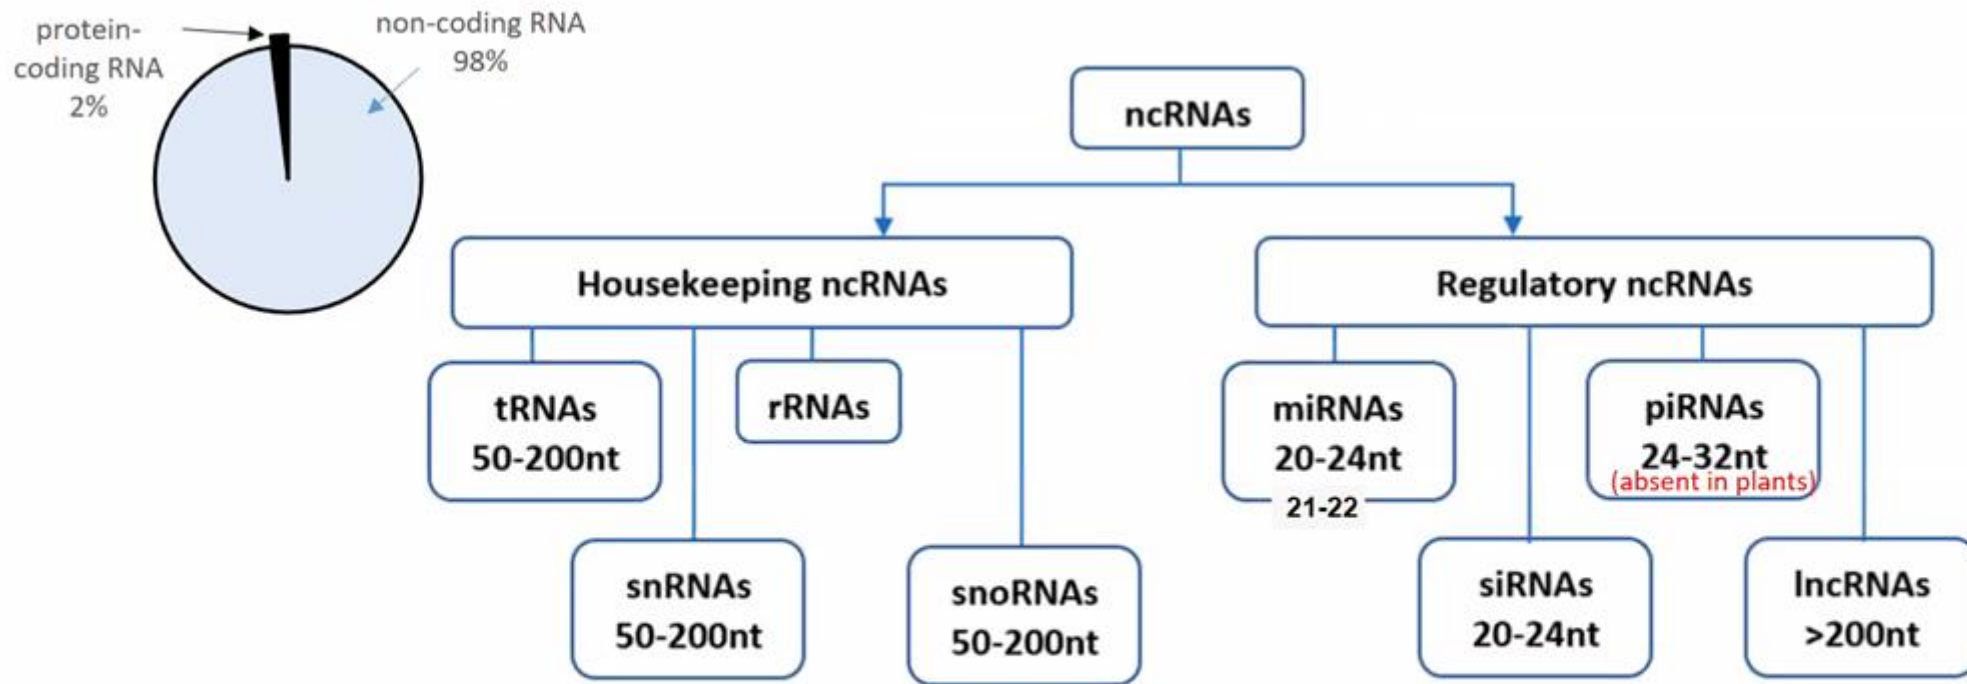 protein-
coding RNA
2%
non-coding RNA
98%
ncRNAs
Housekeeping ncRNAs
Regulatory ncRNAs
tRNAs
50-200nt
rRNAs
miRNAs
20-24nt
21-22
piRNAs
24-32nt
(absent in plants)
snRNAs
50-200nt
snoRNAs
50-200nt
siRNAs
20-24nt
lncRNAs
>200nt